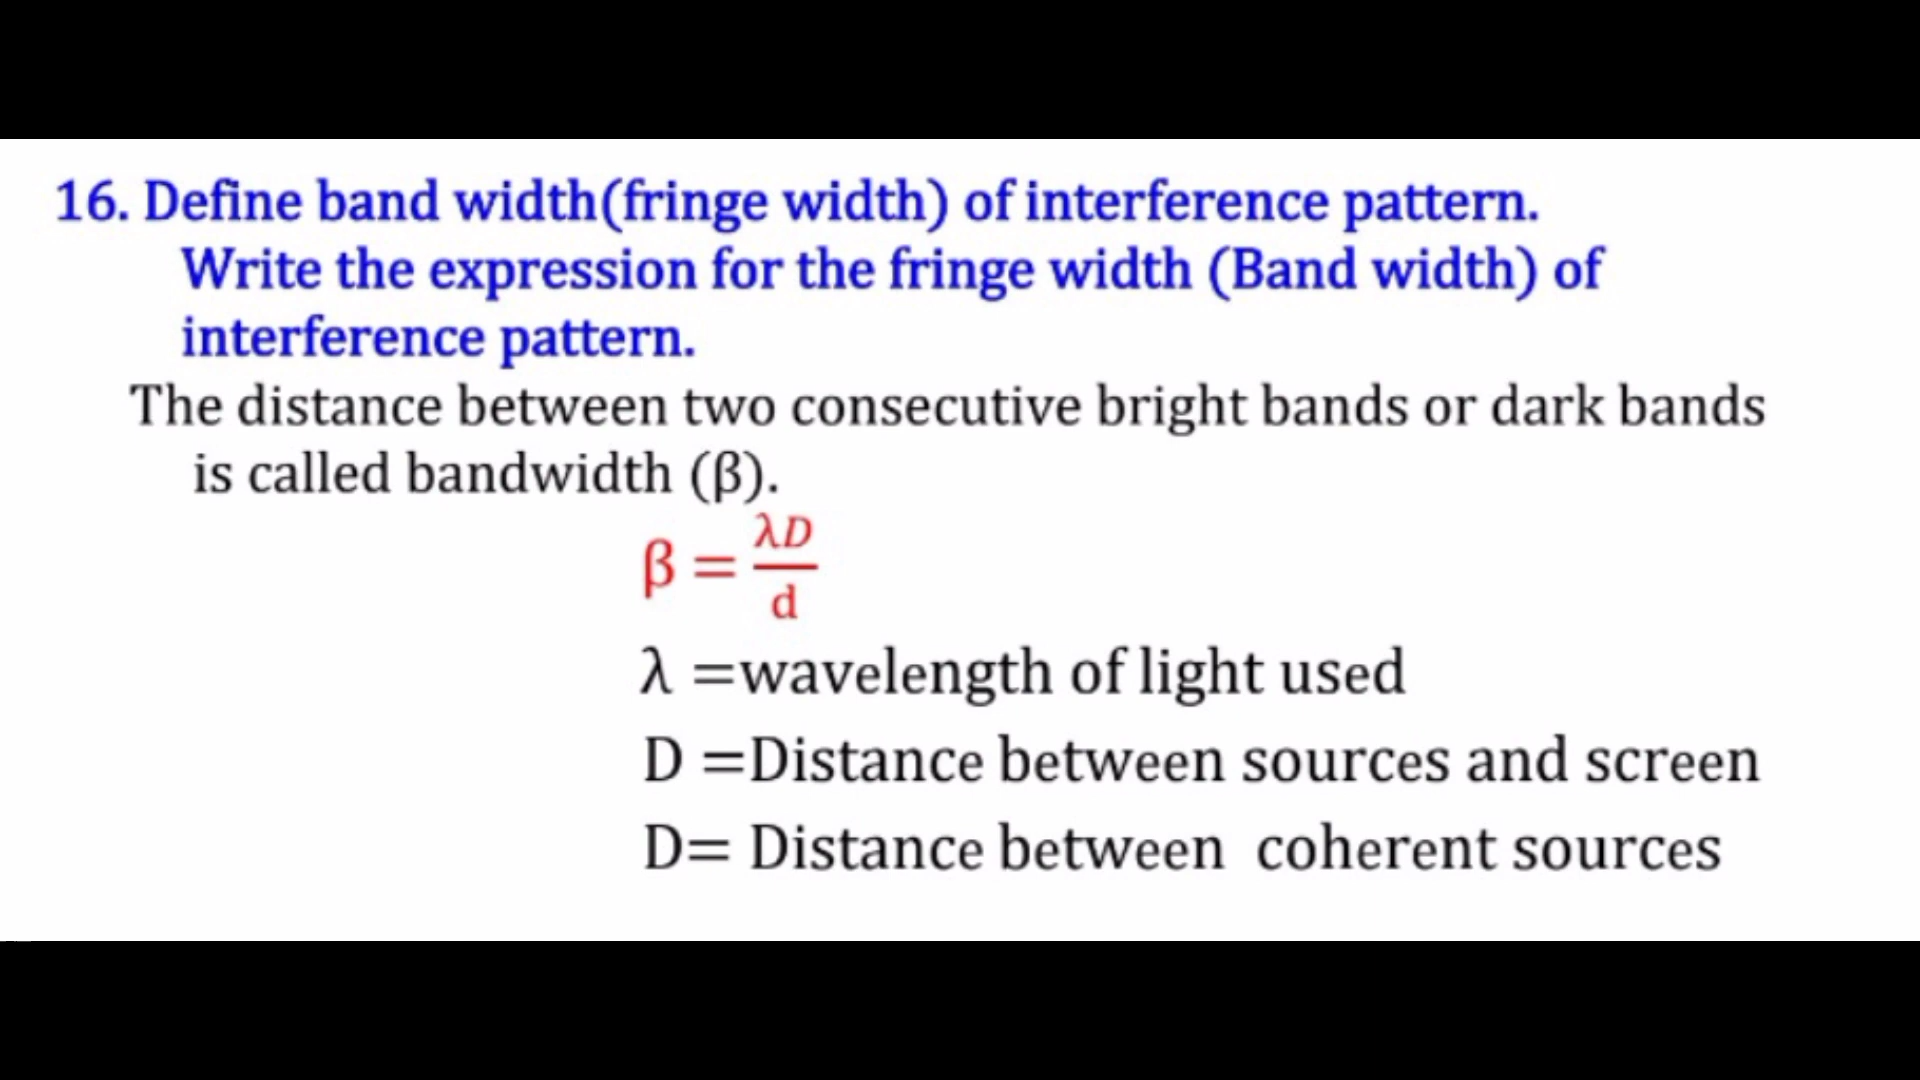 16. Define band width(fringe width) of interference pattern.
Write the expression for the fringe width (Band width) of
interference pattern.
The distance between two consecutive bright bands or dark bands
is called bandwidth (β).
β = λD/d
λ =wavelength of light used
D =Distance between sources and screen
D= Distance between coherent sources